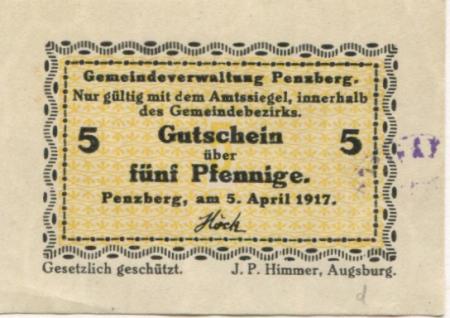 Gemeindeverwaltung Penzberg.
Nur gültig mit dem Amtssiegel, innerhalb
des Gemeindebezirks.
5 Gutschein 5
über
fünf Pfennige.
Penzberg, am 5. April 1917.
Höck
Gesetzlich geschützt. J. P. Himmer, Augsburg.
d